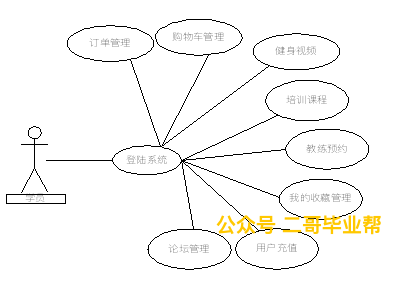 购物车管理
订单管理
健身视频
培训课程
教练预约
登陆系统
学员
我的收藏管理
公众号 二哥毕业帮
论坛管理
用户充值